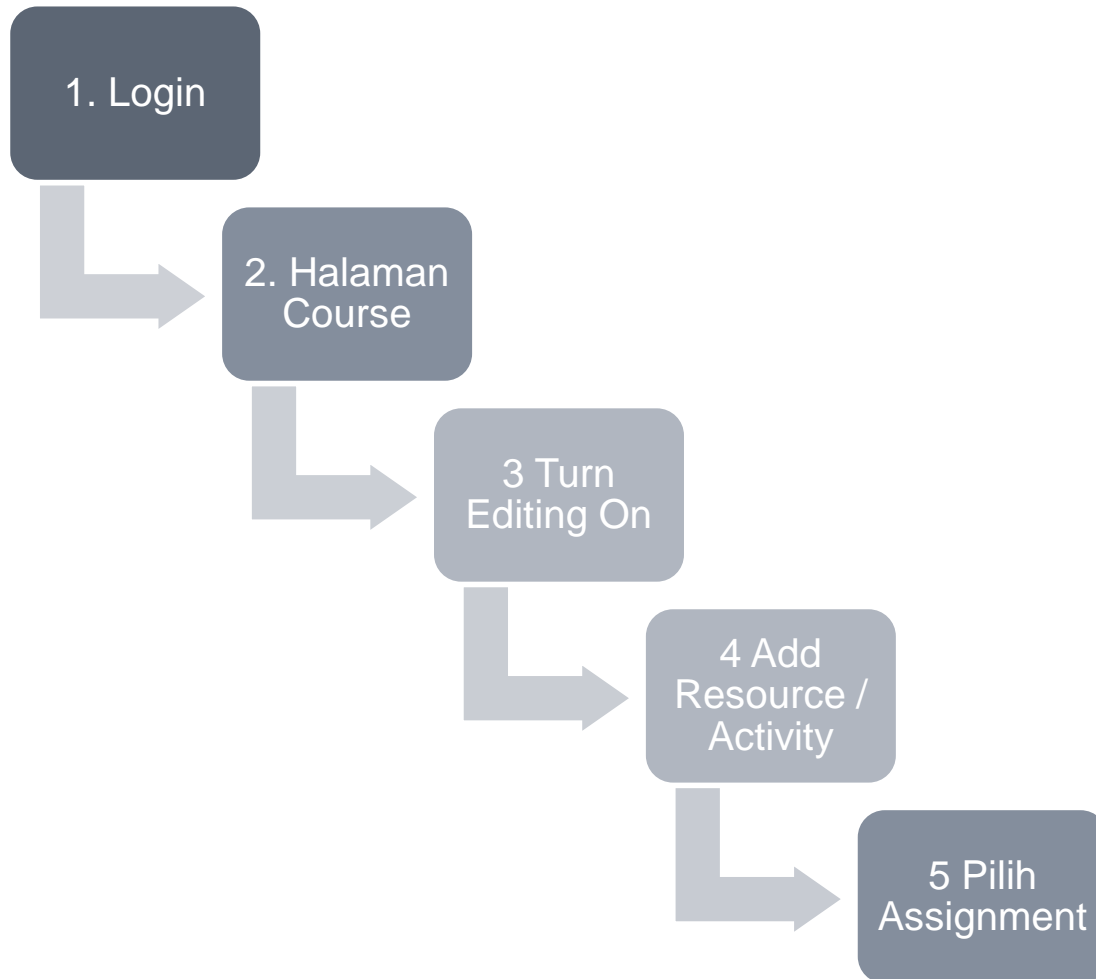 1. Login
2. Halaman
Course
3 Turn
Editing On
4 Add
Resource /
Activity
5 Pilih
Assignment